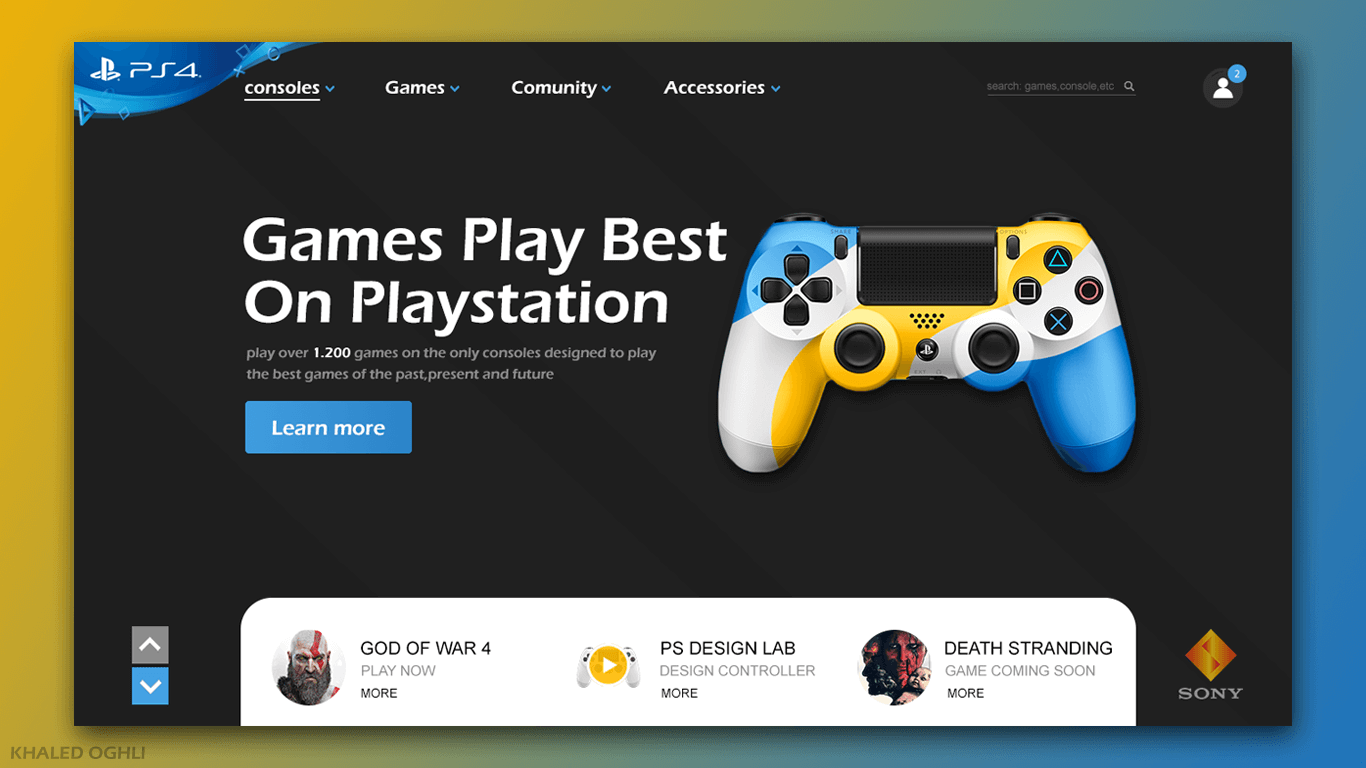 PS4
consoles
Games
Comunity
Accessories
search: games,console,etc
2
Games Play Best
On Playstation
play over 1.200 games on the only consoles designed to play
the best games of the past,present and future
Learn more
SHARE
OPTIONS
GOD OF WAR 4
PLAY NOW
MORE
PS DESIGN LAB
DESIGN CONTROLLER
MORE
DEATH STRANDING
GAME COMING SOON
MORE
SONY
KHALED OGHLI